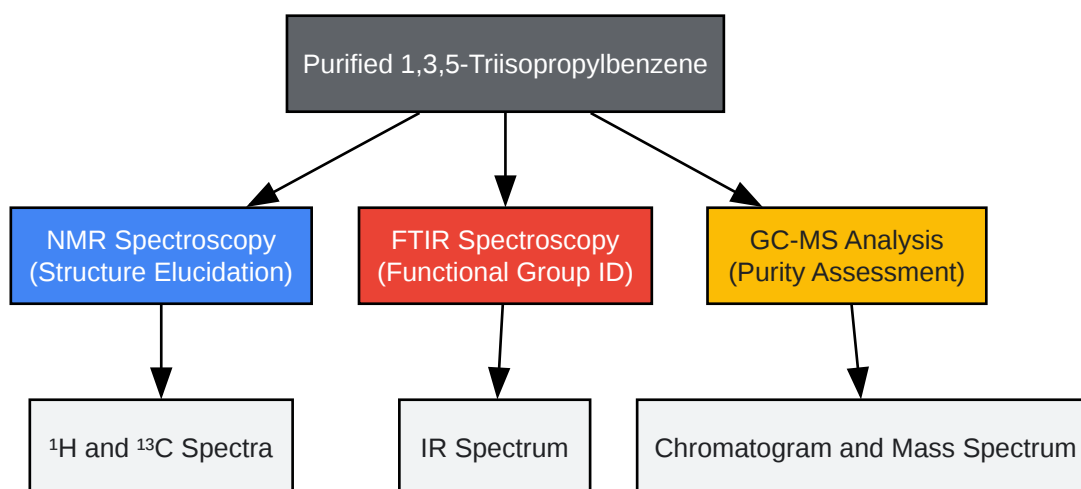 Purified 1,3,5-Triisopropylbenzene
NMR Spectroscopy
(Structure Elucidation)
FTIR Spectroscopy
(Functional Group ID)
GC-MS Analysis
(Purity Assessment)
¹H and ¹³C Spectra
IR Spectrum
Chromatogram and Mass Spectrum